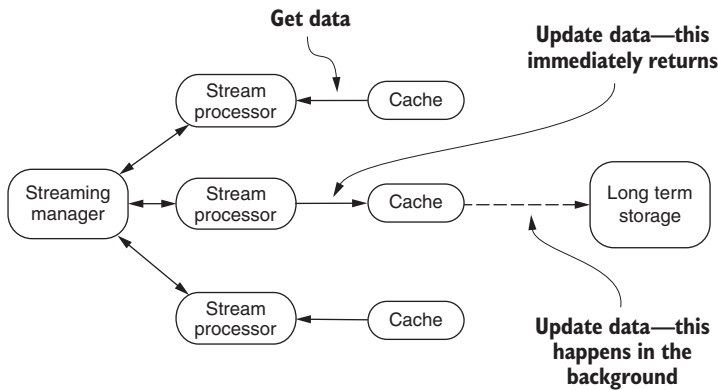 Get data
Update data—this
immediately returns
Stream
processor
Cache
Streaming
manager
Stream
processor
Cache
Long term
storage
Stream
processor
Cache
Update data—this
happens in the
background